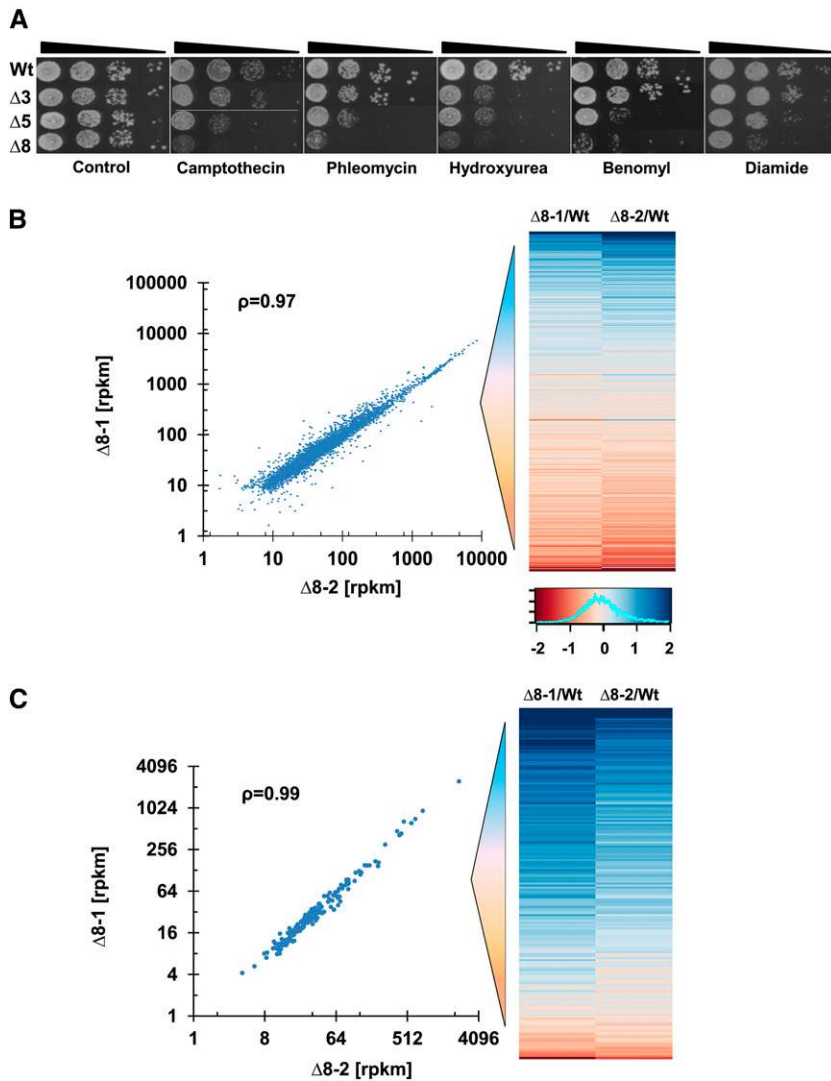 A
Wt
Δ3
Δ5
Δ8
Control Camptothecin Phleomycin Hydroxyurea Benomyl Diamide
B
Δ8-1/Wt Δ8-2/Wt
ρ=0.97
100000
10000
1000
100
10
1
Δ8-1 [rpkm]
1 10 100 1000 10000
Δ8-2 [rpkm]
-2 -1 0 1 2
C
Δ8-1/Wt Δ8-2/Wt
ρ=0.99
4096
1024
256
64
16
4
1
Δ8-1 [rpkm]
1 8 64 512 4096
Δ8-2 [rpkm]